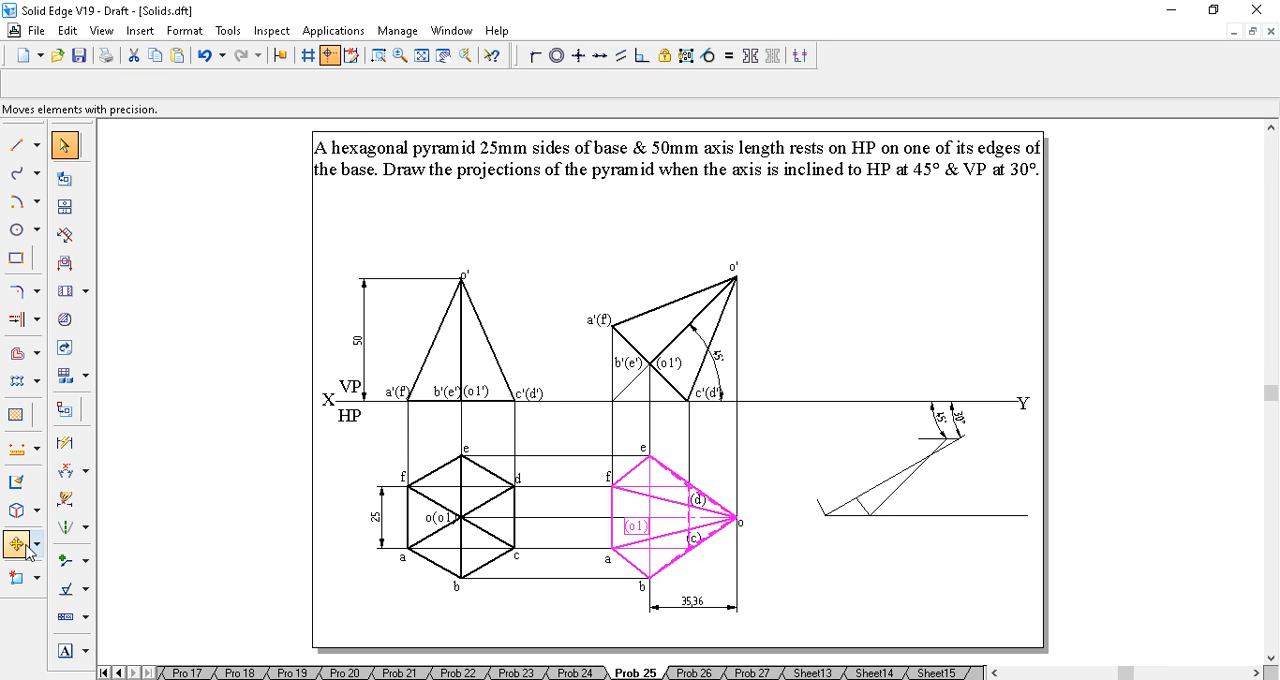 Solid Edge V19 - Draft - [Solids.dft]
File Edit View Insert Format Tools Inspect Applications Manage Window Help
Moves elements with precision.
A hexagonal pyramid 25mm sides of base & 50mm axis length rests on HP on one of its edges of
the base. Draw the projections of the pyramid when the axis is inclined to HP at 45° & VP at 30°.
o' o'
a'(f')
50
b'(e') (o1') 45°
VP a'(f') b'(e') (o1') c'(d') c'(d')
X Y
HP
45° 30°
e e
f d f (d)
25 o(o1) (o1) o
a c a (c)
b b
35,36
A
Pro 17 Pro 18 Pro 19 Pro 20 Prob 21 Prob 22 Prob 23 Prob 24 Prob 25 Prob 26 Prob 27 Sheet13 Sheet14 Sheet15